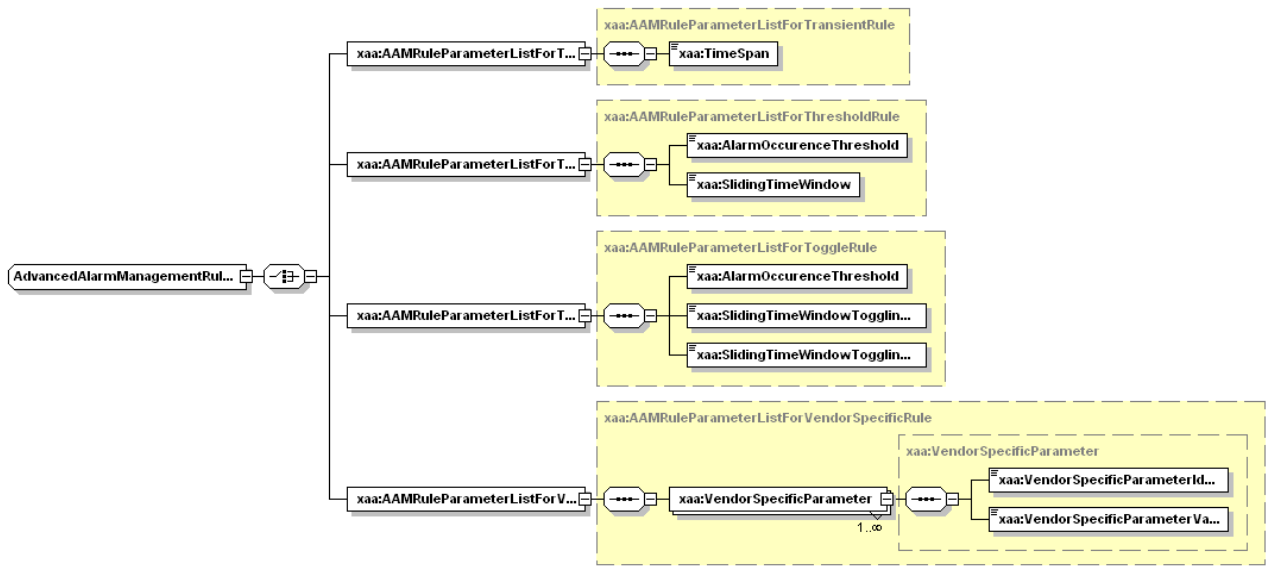 xaa:AAMRuleParameterListForTransientRule
xaa:AAMRuleParameterListForT...
xaa:TimeSpan
xaa:AAMRuleParameterListForThresholdRule
xaa:AlarmOccurenceThreshold
xaa:AAMRuleParameterListForT...
xaa:SlidingTimeWindow
xaa:AAMRuleParameterListForToggleRule
AdvancedAlarmManagementRul...
xaa:AlarmOccurenceThreshold
xaa:AAMRuleParameterListForT...
xaa:SlidingTimeWindowTogglin...
xaa:SlidingTimeWindowTogglin...
xaa:AAMRuleParameterListForVendorSpecificRule
xaa:VendorSpecificParameter
xaa:VendorSpecificParameterId...
xaa:AAMRuleParameterListForV...
xaa:VendorSpecificParameter
xaa:VendorSpecificParameterVa...
1..∞